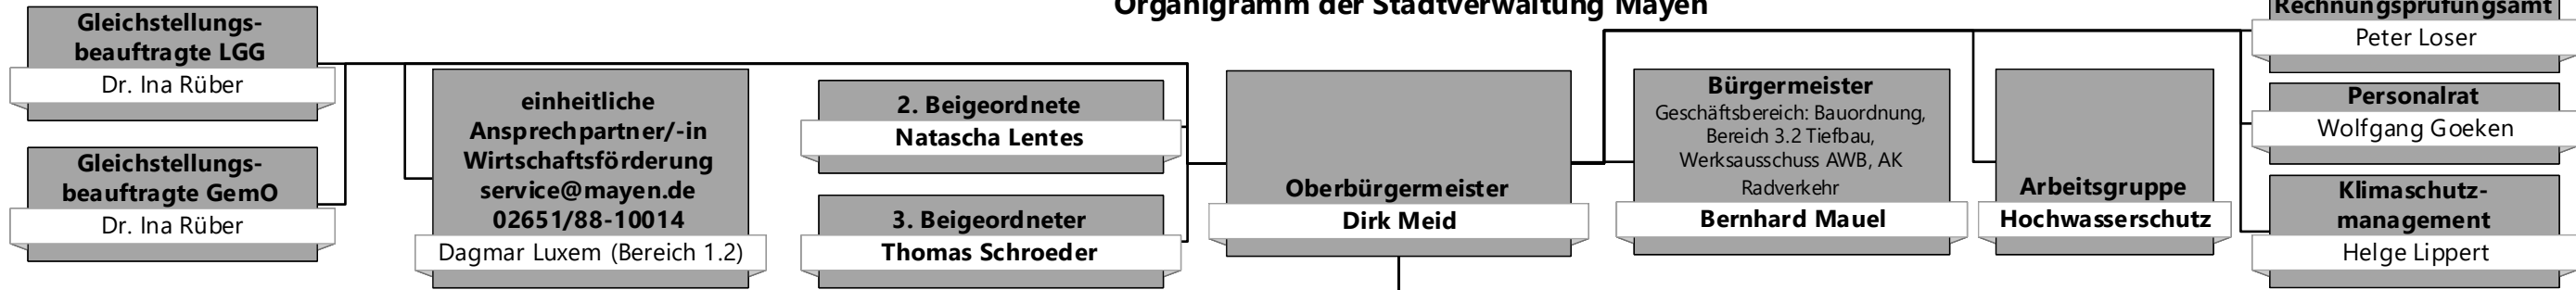 Organigramm der Stadtverwaltung Mayen
Gleichstellungs-
beauftragte LGG
Dr. Ina Rüber
Gleichstellungs-
beauftragte GemO
Dr. Ina Rüber
einheitliche
Ansprechpartner/-in
Wirtschaftsförderung
service@mayen.de
02651/88-10014
Dagmar Luxem (Bereich 1.2)
2. Beigeordnete
Natascha Lentes
3. Beigeordneter
Thomas Schroeder
Oberbürgermeister
Dirk Meid
Bürgermeister
Geschäftsbereich: Bauordnung,
Bereich 3.2 Tiefbau,
Werksausschuss AWB, AK
Radverkehr
Bernhard Mauel
Arbeitsgruppe
Hochwasserschutz
Rechnungsprüfungsamt
Peter Loser
Personalrat
Wolfgang Goeken
Klimaschutz-
management
Helge Lippert